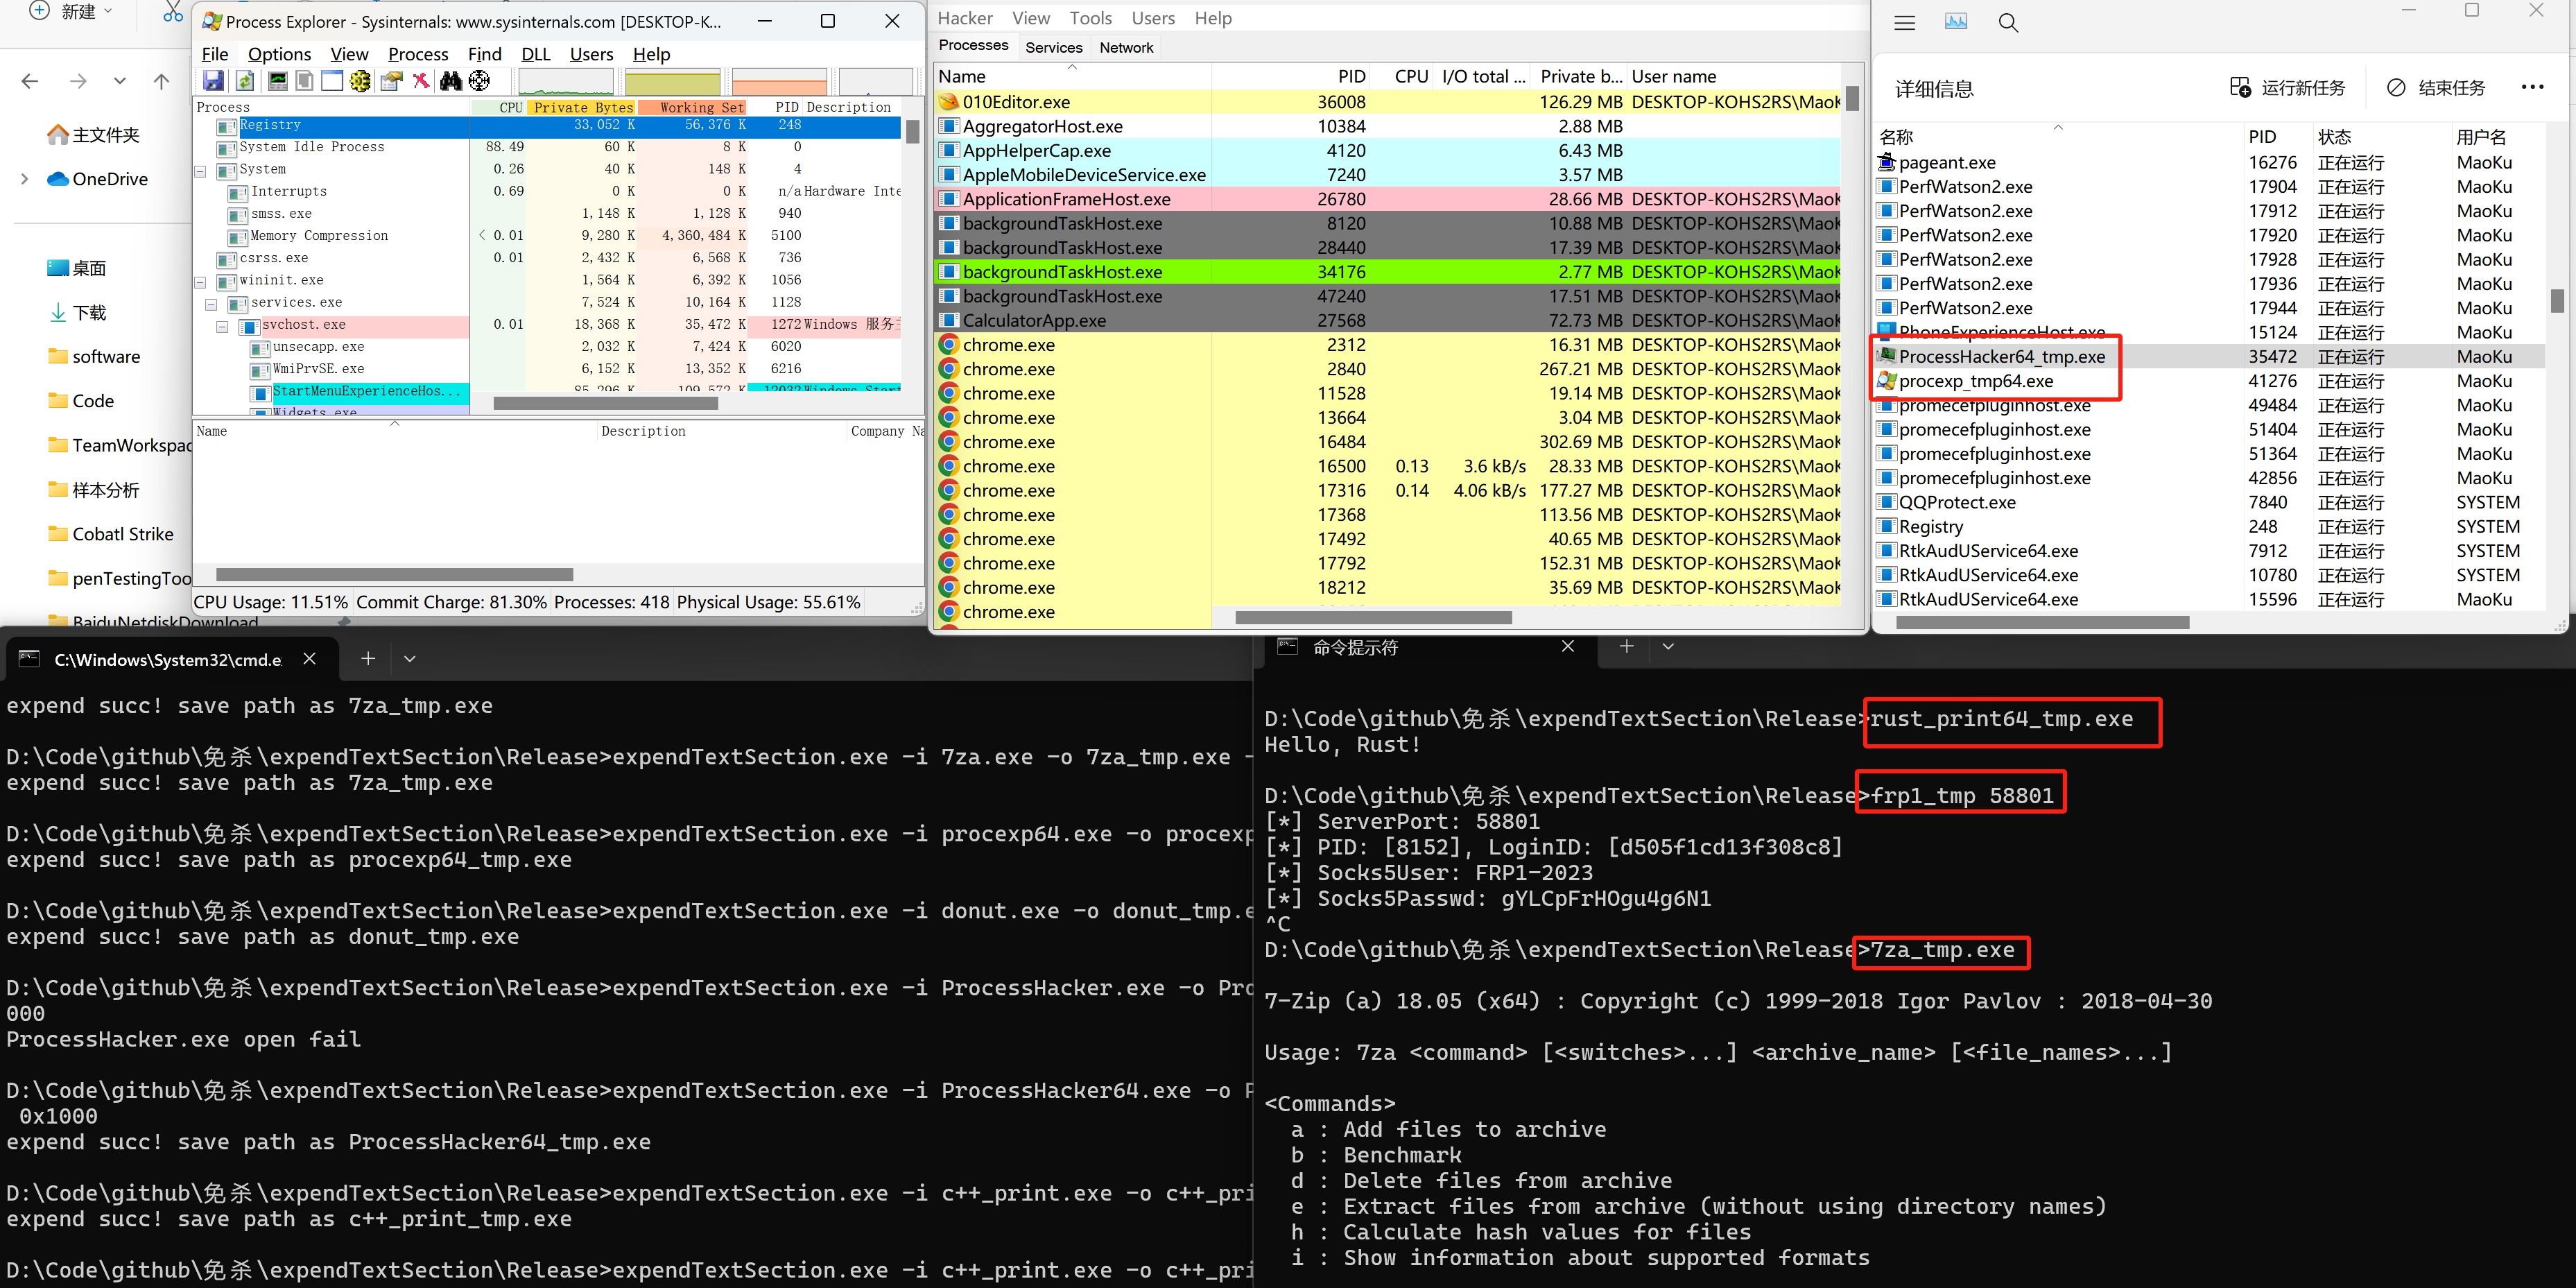 新建
主文件夹
OneDrive
桌面
下载
software
Code
TeamWorkspac
样本分析
Cobatl Strike
penTestingToo
BaiduNetdiskDownload
Process Explorer - Sysinternals: www.sysinternals.com [DESKTOP-K...
File Options View Process Find DLL Users Help
Process CPU Private Bytes Working Set PID Description
Registry 33,052 K 56,376 K 248
System Idle Process 88.49 60 K 8 K 0
System 0.26 40 K 148 K 4
Interrupts 0.69 0 K 0 K n/a Hardware Inte
smss.exe 1,148 K 1,128 K 940
Memory Compression < 0.01 9,280 K 4,360,484 K 5100
csrss.exe 0.01 2,432 K 6,568 K 736
wininit.exe 1,564 K 6,392 K 1056
services.exe 7,524 K 10,164 K 1128
svchost.exe 0.01 18,368 K 35,472 K 1272 Windows 服务
unsecapp.exe 2,032 K 7,424 K 6020
WmiPrvSE.exe 6,152 K 13,352 K 6216
StartMenuExperienceHos... 85,296 K 109,572 K 12032 Windows Start
Widgets.exe
Name Description Company Na
CPU Usage: 11.51% Commit Charge: 81.30% Processes: 418 Physical Usage: 55.61%
Hacker View Tools Users Help
Processes Services Network
Name PID CPU I/O total ... Private b... User name
010Editor.exe 36008 126.29 MB DESKTOP-KOHS2RS\MaoK
AggregatorHost.exe 10384 2.88 MB
AppHelperCap.exe 4120 6.43 MB
AppleMobileDeviceService.exe 7240 3.57 MB
ApplicationFrameHost.exe 26780 28.66 MB DESKTOP-KOHS2RS\MaoK
backgroundTaskHost.exe 8120 10.88 MB DESKTOP-KOHS2RS\MaoK
backgroundTaskHost.exe 28440 17.39 MB DESKTOP-KOHS2RS\MaoK
backgroundTaskHost.exe 34176 2.77 MB DESKTOP-KOHS2RS\MaoK
backgroundTaskHost.exe 47240 17.51 MB DESKTOP-KOHS2RS\MaoK
CalculatorApp.exe 27568 72.73 MB DESKTOP-KOHS2RS\MaoK
chrome.exe 2312 16.31 MB DESKTOP-KOHS2RS\MaoK
chrome.exe 2840 267.21 MB DESKTOP-KOHS2RS\MaoK
chrome.exe 11528 19.14 MB DESKTOP-KOHS2RS\MaoK
chrome.exe 13664 3.04 MB DESKTOP-KOHS2RS\MaoK
chrome.exe 16484 302.69 MB DESKTOP-KOHS2RS\MaoK
chrome.exe 16500 0.13 3.6 kB/s 28.33 MB DESKTOP-KOHS2RS\MaoK
chrome.exe 17316 0.14 4.06 kB/s 177.27 MB DESKTOP-KOHS2RS\MaoK
chrome.exe 17368 113.56 MB DESKTOP-KOHS2RS\MaoK
chrome.exe 17492 40.65 MB DESKTOP-KOHS2RS\MaoK
chrome.exe 17792 152.31 MB DESKTOP-KOHS2RS\MaoK
chrome.exe 18212 35.69 MB DESKTOP-KOHS2RS\MaoK
chrome.exe
详细信息 运行新任务 结束任务
名称 PID 状态 用户名
pageant.exe 16276 正在运行 MaoKu
PerfWatson2.exe 17904 正在运行 MaoKu
PerfWatson2.exe 17912 正在运行 MaoKu
PerfWatson2.exe 17920 正在运行 MaoKu
PerfWatson2.exe 17928 正在运行 MaoKu
PerfWatson2.exe 17936 正在运行 MaoKu
PerfWatson2.exe 17944 正在运行 MaoKu
PhoneExperienceHost.exe 15124 正在运行 MaoKu
ProcessHacker64_tmp.exe 35472 正在运行 MaoKu
procexp_tmp64.exe 41276 正在运行 MaoKu
promecefpluginhost.exe 49484 正在运行 MaoKu
promecefpluginhost.exe 51404 正在运行 MaoKu
promecefpluginhost.exe 51364 正在运行 MaoKu
promecefpluginhost.exe 42856 正在运行 MaoKu
QQProtect.exe 7840 正在运行 SYSTEM
Registry 248 正在运行 SYSTEM
RtkAudUService64.exe 7912 正在运行 SYSTEM
RtkAudUService64.exe 10780 正在运行 SYSTEM
RtkAudUService64.exe 15596 正在运行 MaoKu
C:\Windows\System32\cmd.e
expend succ! save path as 7za_tmp.exe
D:\Code\github\免杀\expendTextSection\Release>expendTextSection.exe -i 7za.exe -o 7za_tmp.exe -
expend succ! save path as 7za_tmp.exe
D:\Code\github\免杀\expendTextSection\Release>expendTextSection.exe -i procexp64.exe -o procexp
expend succ! save path as procexp64_tmp.exe
D:\Code\github\免杀\expendTextSection\Release>expendTextSection.exe -i donut.exe -o donut_tmp.e
expend succ! save path as donut_tmp.exe
D:\Code\github\免杀\expendTextSection\Release>expendTextSection.exe -i ProcessHacker.exe -o Pro
000
ProcessHacker.exe open fail
D:\Code\github\免杀\expendTextSection\Release>expendTextSection.exe -i ProcessHacker64.exe -o P
0x1000
expend succ! save path as ProcessHacker64_tmp.exe
D:\Code\github\免杀\expendTextSection\Release>expendTextSection.exe -i c++_print.exe -o c++_pri
expend succ! save path as c++_print_tmp.exe
D:\Code\github\免杀\expendTextSection\Release>expendTextSection.exe -i c++_print.exe -o c++_pri
命令提示符
D:\Code\github\免杀\expendTextSection\Release>rust_print64_tmp.exe
Hello, Rust!
D:\Code\github\免杀\expendTextSection\Release>frp1_tmp 58801
[*] ServerPort: 58801
[*] PID: [8152], LoginID: [d505f1cd13f308c8]
[*] Socks5User: FRP1-2023
[*] Socks5Passwd: gYLCpFrHOgu4g6N1
^C
D:\Code\github\免杀\expendTextSection\Release>7za_tmp.exe
7-Zip (a) 18.05 (x64) : Copyright (c) 1999-2018 Igor Pavlov : 2018-04-30
Usage: 7za <command> [<switches>...] <archive_name> [<file_names>...]
<Commands>
a : Add files to archive
b : Benchmark
d : Delete files from archive
e : Extract files from archive (without using directory names)
h : Calculate hash values for files
i : Show information about supported formats